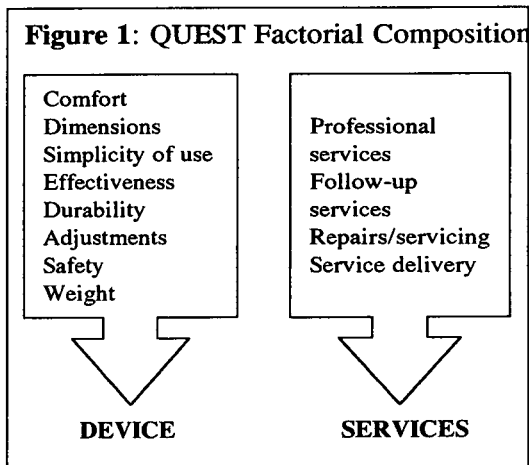 Figure 1: QUEST Factorial Composition
Comfort
Dimensions
Simplicity of use
Effectiveness
Durability
Adjustments
Safety
Weight
DEVICE
Professional
services
Follow-up
services
Repairs/servicing
Service delivery
SERVICES